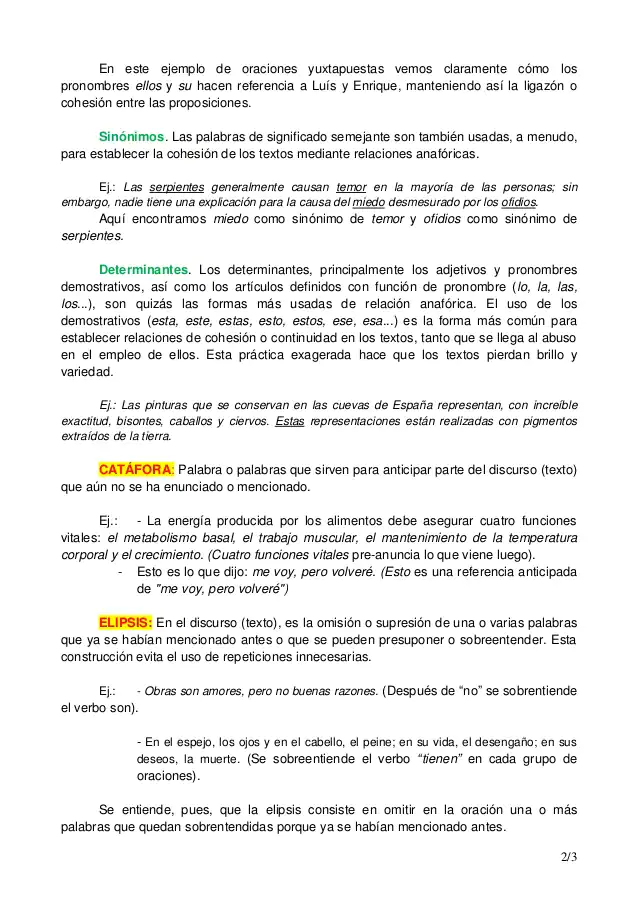 En este ejemplo de oraciones yuxtapuestas vemos claramente cómo los
pronombres ellos y su hacen referencia a Luís y Enrique, manteniendo así la ligazón o
cohesión entre las proposiciones.
Sinónimos. Las palabras de significado semejante son también usadas, a menudo,
para establecer la cohesión de los textos mediante relaciones anafóricas.
Ej.: Las serpientes generalmente causan temor en la mayoría de las personas; sin
embargo, nadie tiene una explicación para la causa del miedo desmesurado por los ofidios.
Aquí encontramos miedo como sinónimo de temor y ofidios como sinónimo de
serpientes.
Determinantes. Los determinantes, principalmente los adjetivos y pronombres
demostrativos, así como los artículos definidos con función de pronombre (lo, la, las,
los...), son quizás las formas más usadas de relación anafórica. El uso de los
demostrativos (esta, este, estas, esto, estos, ese, esa...) es la forma más común para
establecer relaciones de cohesión o continuidad en los textos, tanto que se llega al abuso
en el empleo de ellos. Esta práctica exagerada hace que los textos pierdan brillo y
variedad.
Ej.: Las pinturas que se conservan en las cuevas de España representan, con increíble
exactitud, bisontes, caballos y ciervos. Estas representaciones están realizadas con pigmentos
extraídos de la tierra.
CATÁFORA: Palabra o palabras que sirven para anticipar parte del discurso (texto)
que aún no se ha enunciado o mencionado.
Ej.: - La energía producida por los alimentos debe asegurar cuatro funciones
vitales: el metabolismo basal, el trabajo muscular, el mantenimiento de la temperatura
corporal y el crecimiento. (Cuatro funciones vitales pre-anuncia lo que viene luego).
- Esto es lo que dijo: me voy, pero volveré. (Esto es una referencia anticipada
de "me voy, pero volveré")
ELIPSIS: En el discurso (texto), es la omisión o supresión de una o varias palabras
que ya se habían mencionado antes o que se pueden presuponer o sobreentender. Esta
construcción evita el uso de repeticiones innecesarias.
Ej.: - Obras son amores, pero no buenas razones. (Después de “no” se sobrentiende
el verbo son).
- En el espejo, los ojos y en el cabello, el peine; en su vida, el desengaño; en sus
deseos, la muerte. (Se sobreentiende el verbo “tienen” en cada grupo de
oraciones).
Se entiende, pues, que la elipsis consiste en omitir en la oración una o más
palabras que quedan sobrentendidas porque ya se habían mencionado antes.
2/3